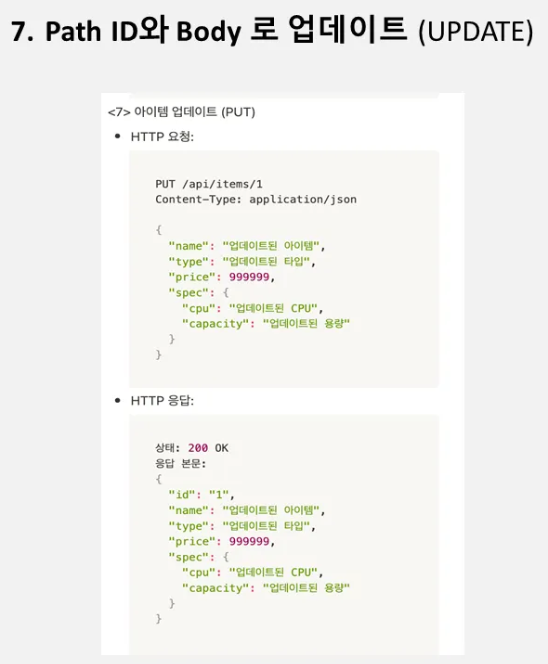 7. Path ID와 Body 로 업데이트 (UPDATE)
<7> 아이템 업데이트 (PUT)
• HTTP 요청:
PUT /api/items/1
Content-Type: application/json
{
"name": "업데이트된 아이템",
"type": "업데이트된 타입",
"price": 999999,
"spec": {
"cpu": "업데이트된 CPU",
"capacity": "업데이트된 용량"
}
}
• HTTP 응답:
상태: 200 OK
응답 본문:
{
"id": "1",
"name": "업데이트된 아이템",
"type": "업데이트된 타입",
"price": 999999,
"spec": {
"cpu": "업데이트된 CPU",
"capacity": "업데이트된 용량"
}
}